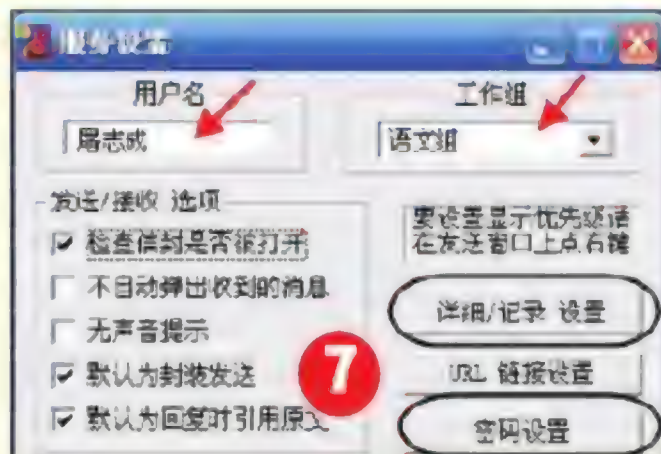 服务设置
用户名
工作组
屠志成
语文组
发送/接收 选项
检查信封是否被打开
不自动弹出收到的消息
无声音提示
默认为封装发送
默认为回复时引用原文
要设置显示优先级请
在发送窗口上点右键
详细/记录 设置
URL 链接设置
密码设置
7